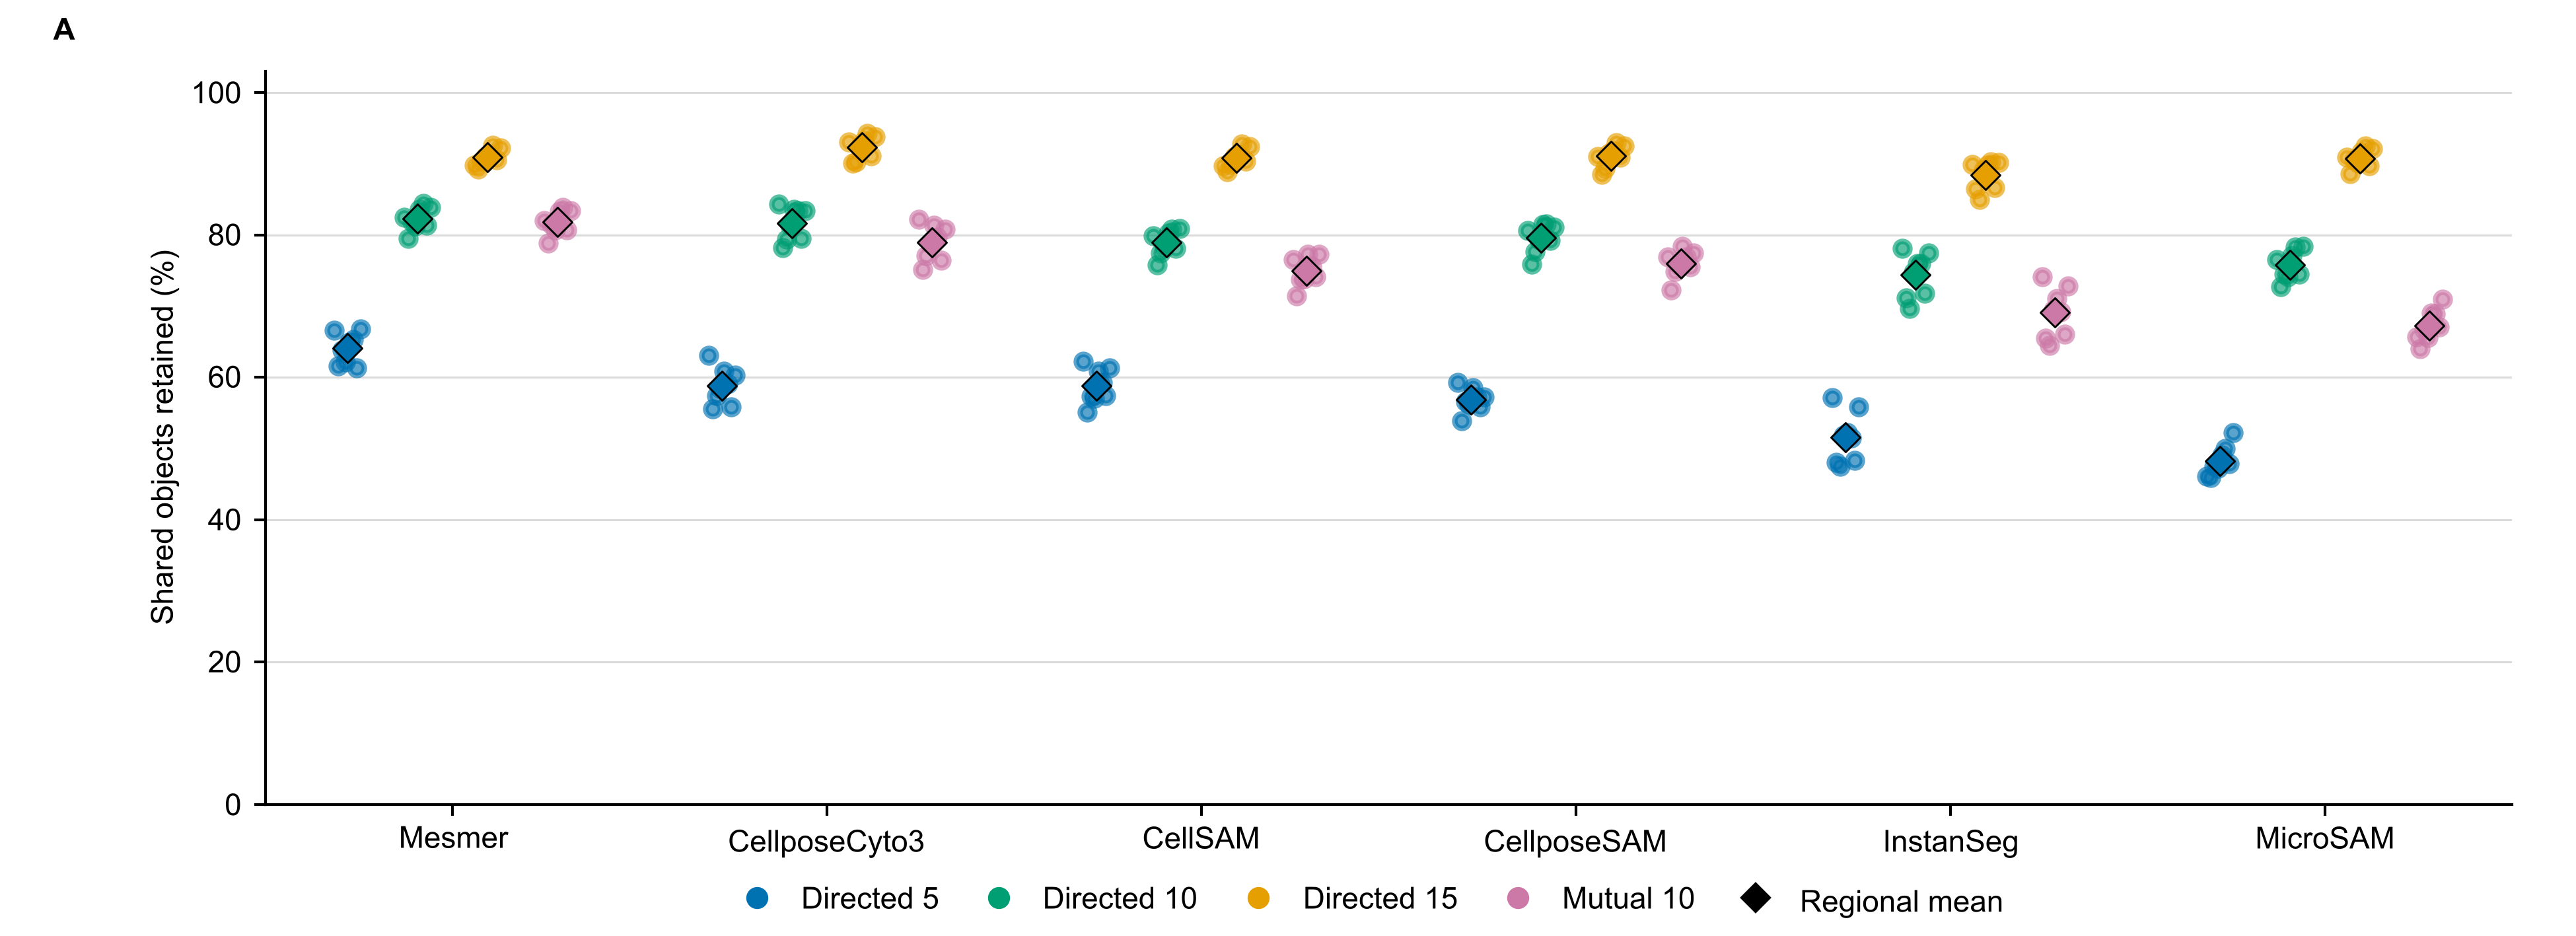 A
Shared objects retained (%)
100
80
60
40
20
0
Mesmer CellposeCyto3 CellSAM CellposeSAM InstanSeg MicroSAM
Directed 5 Directed 10 Directed 15 Mutual 10 Regional mean